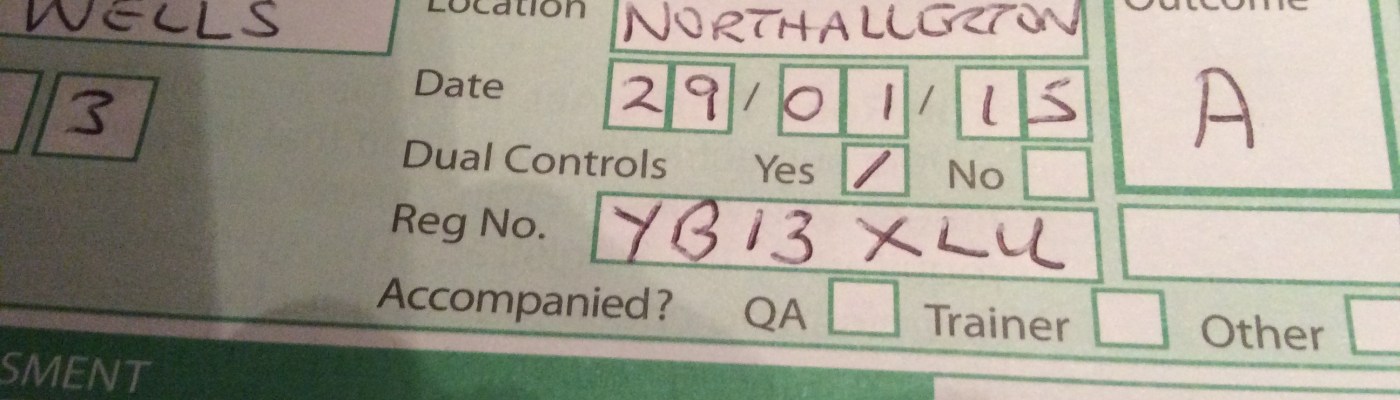 WELLS Location NORTHALLERTON Outcome
3 Date 29/01/15 A
Dual Controls Yes / No
Reg No. YB13 XLU
Accompanied? QA Trainer Other
SMENT